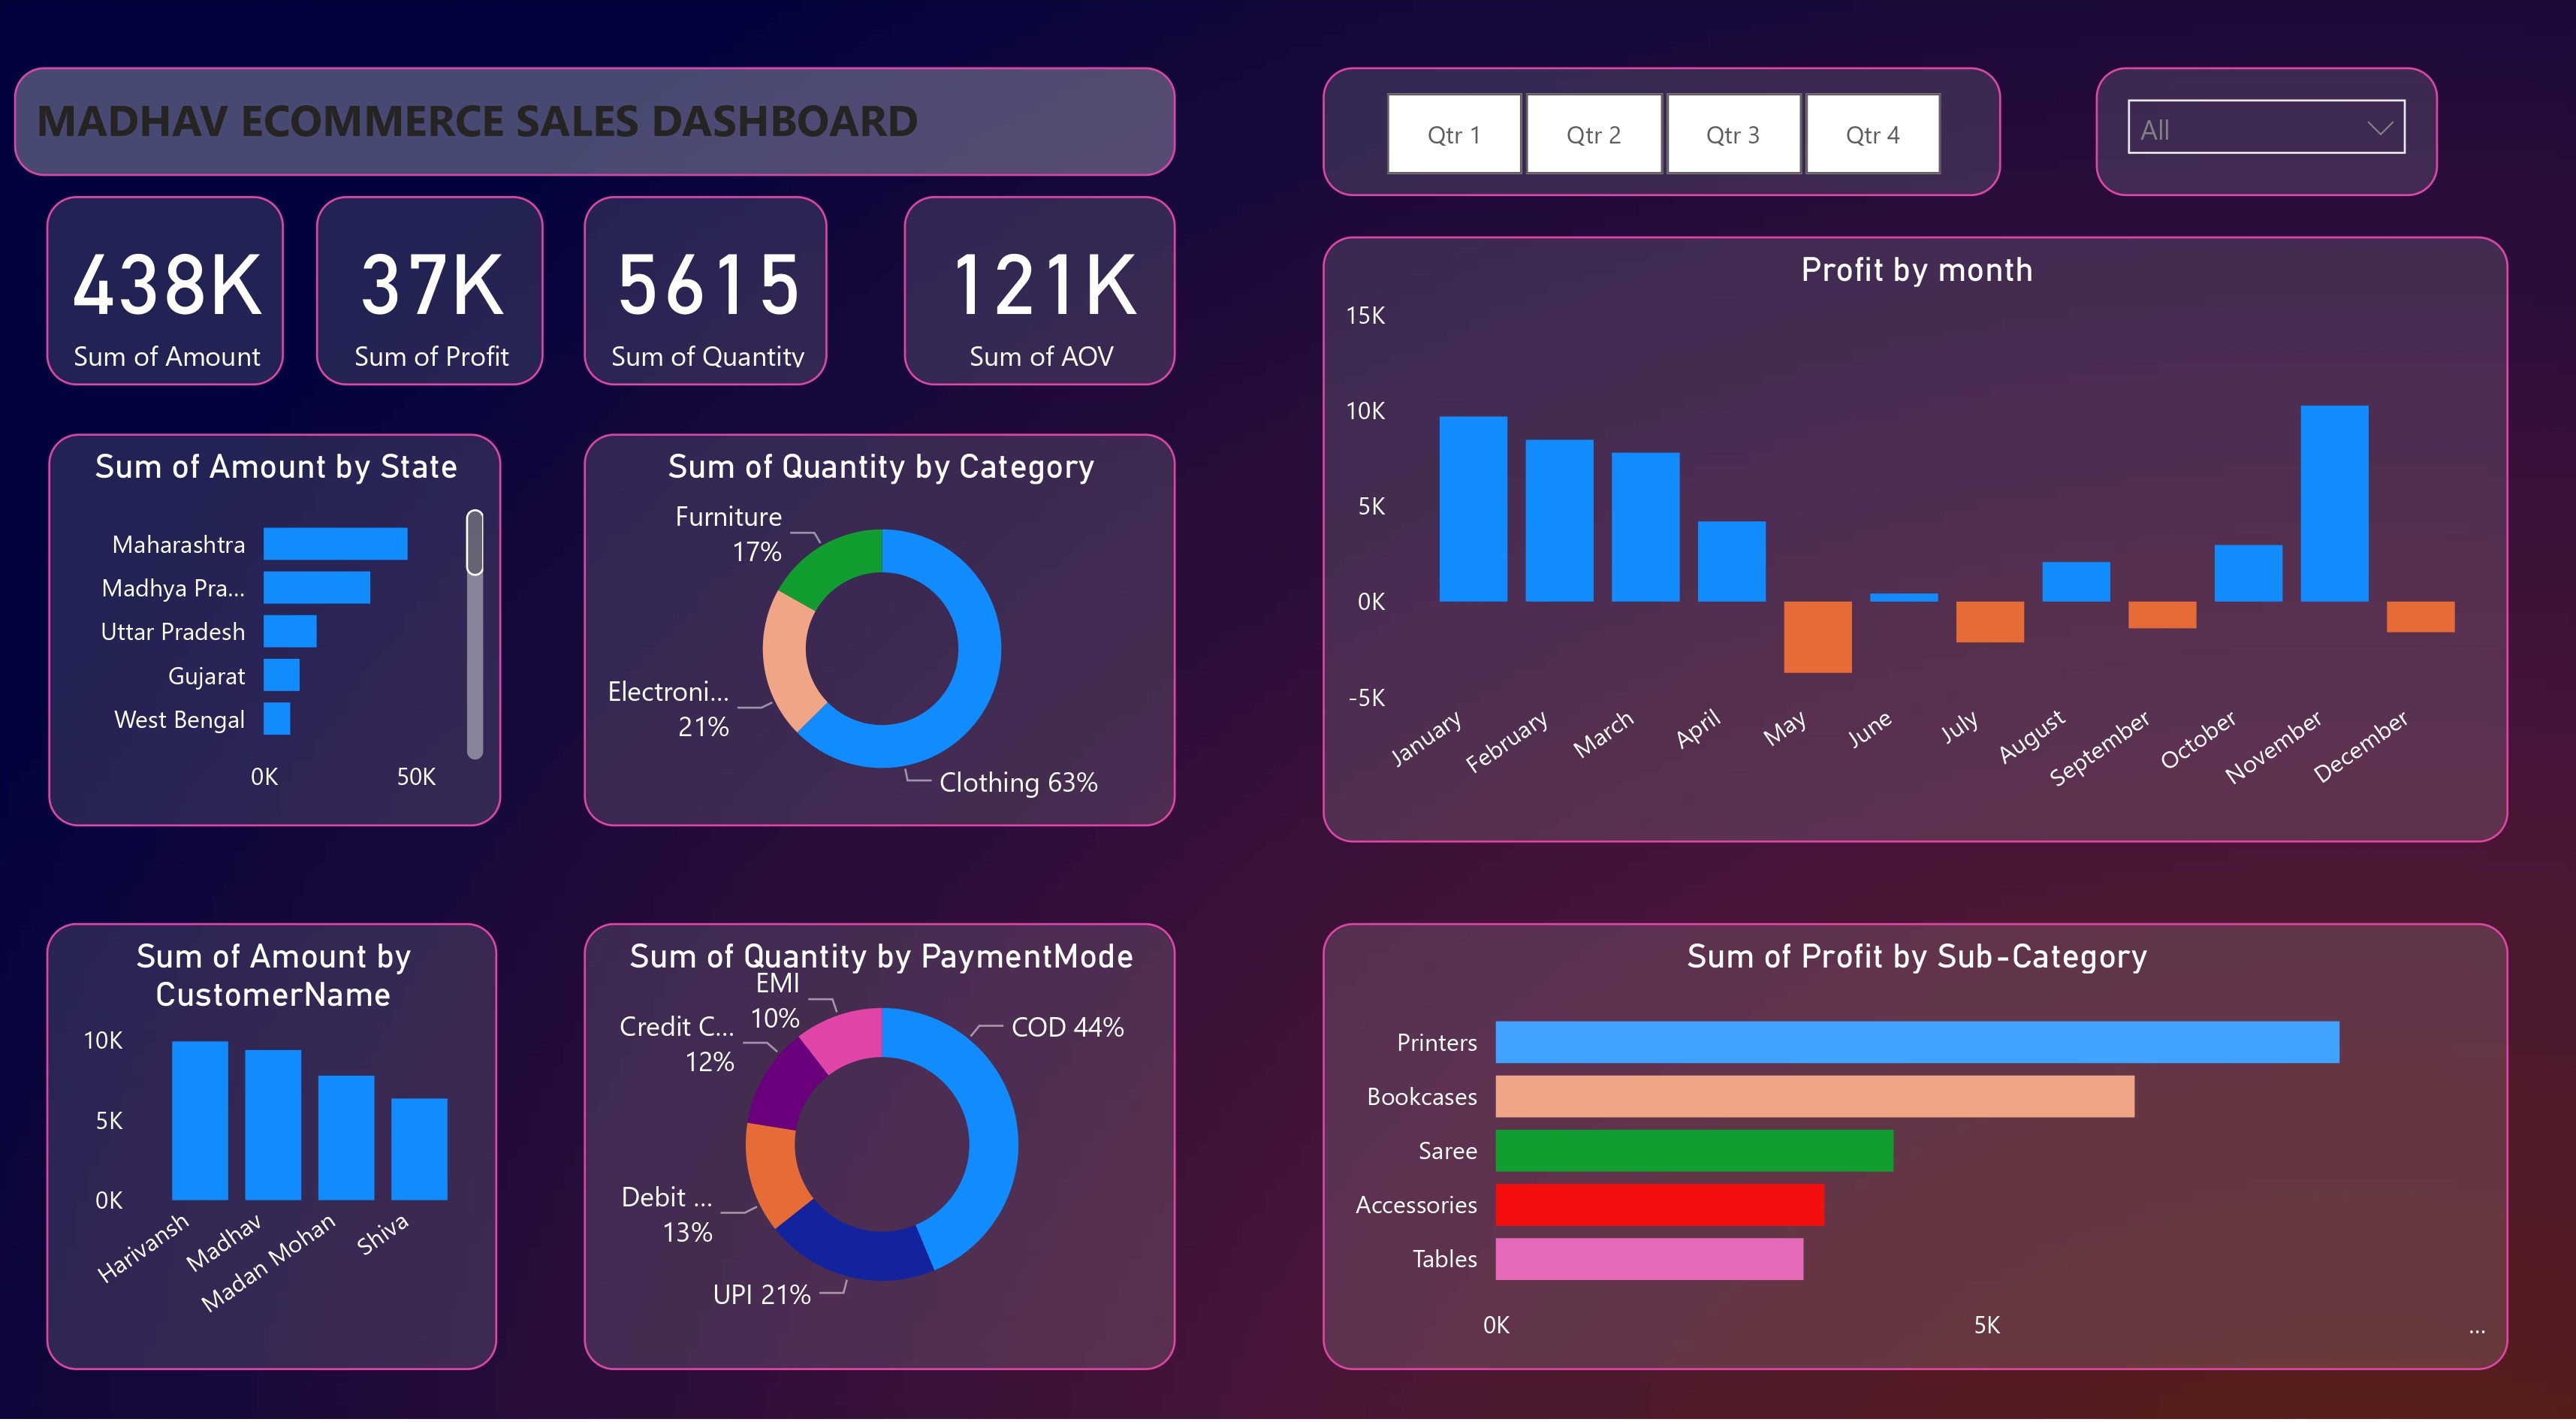 MADHAV ECOMMERCE SALES DASHBOARD
Qtr 1
Qtr 2
Qtr 3
Qtr 4
All
438K
Sum of Amount
37K
Sum of Profit
5615
Sum of Quantity
121K
Sum of AOV
Sum of Amount by State
Maharashtra
Madhya Pra...
Uttar Pradesh
Gujarat
West Bengal
0K
50K
Sum of Quantity by Category
Furniture
17%
Electroni...
21%
Clothing 63%
Profit by month
15K
10K
5K
0K
-5K
January
February
March
April
May
June
July
August
September
October
November
December
Sum of Amount by
CustomerName
10K
5K
0K
Harivansh
Madhav
Madan Mohan
Shiva
Sum of Quantity by PaymentMode
EMI
10%
Credit C...
12%
COD 44%
Debit ...
13%
UPI 21%
Sum of Profit by Sub-Category
Printers
Bookcases
Saree
Accessories
Tables
0K
5K
...